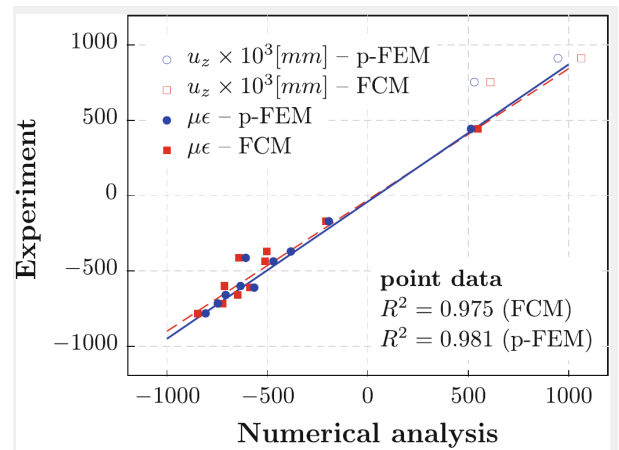 1000
500
0
−500
−1000
Experiment
u_z × 10^3[mm] – p-FEM
u_z × 10^3[mm] – FCM
με – p-FEM
με – FCM
point data
R^2 = 0.975 (FCM)
R^2 = 0.981 (p-FEM)
−1000 −500 0 500 1000
Numerical analysis